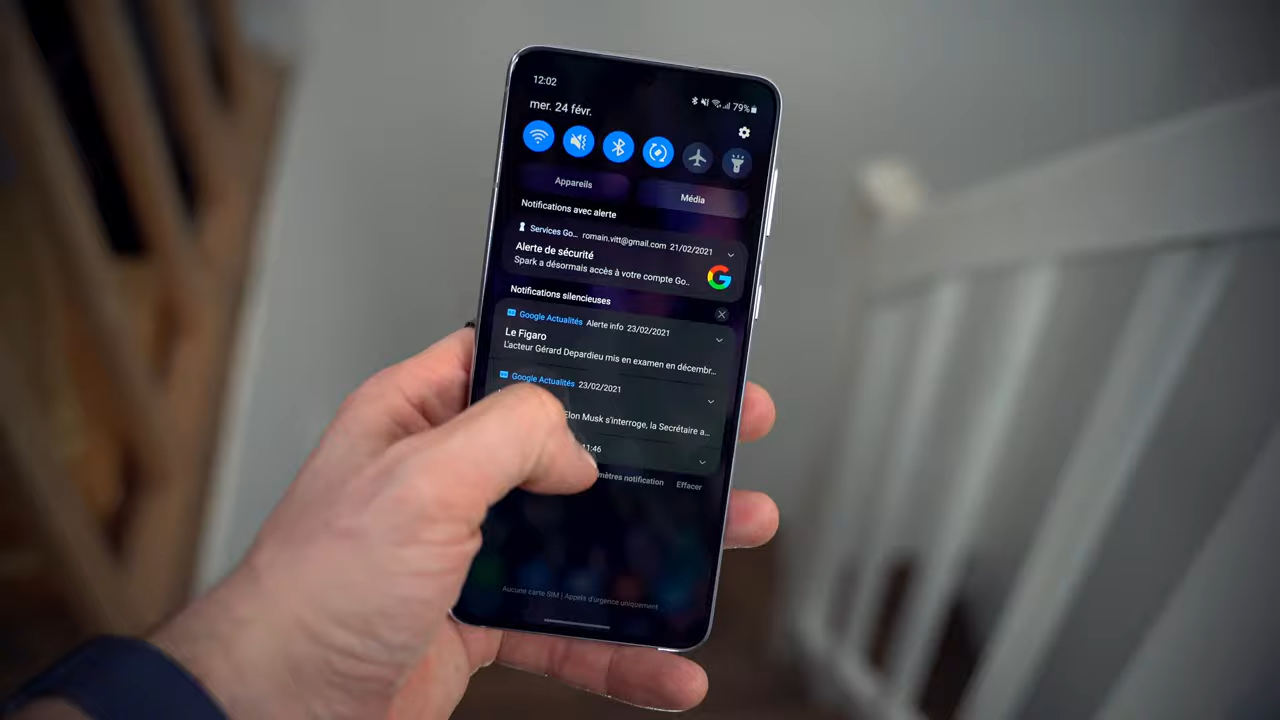 12:02
79%
mer. 24 févr.
Appareils
Média
Notifications avec alerte
Services Go... romain.vitt@gmail.com 21/02/2021
Alerte de sécurité
Spark a désormais accès à votre compte Go..
Notifications silencieuses
Google Actualités Alerte info 23/02/2021
Le Figaro
L'acteur Gérard Depardieu mis en examen en décembr...
Google Actualités 23/02/2021
Elon Musk s'interroge, la Secrétaire a...
11:46
mètres notification Effacer
Aucune carte SIM | Appels d'urgence uniquement